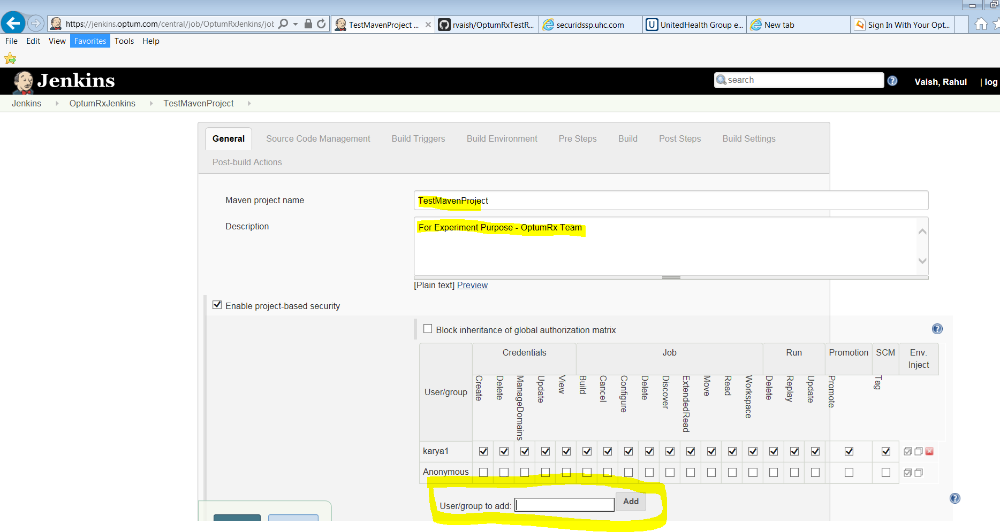 https://jenkins.optum.com/central/job/OptumRxJenkins/job
TestMavenProject ...
rvaish/OptumRxTestR...
securidssp.uhc.com
U UnitedHealth Group e...
New tab
Sign In With Your Opt...
File Edit View Favorites Tools Help
Jenkins
search
Vaish, Rahul
| log
Jenkins
OptumRxJenkins
TestMavenProject
General
Source Code Management
Build Triggers
Build Environment
Pre Steps
Build
Post Steps
Build Settings
Post-build Actions
Maven project name
TestMavenProject
Description
For Experiment Purpose - OptumRx Team
[Plain text] Preview
Enable project-based security
Block inheritance of global authorization matrix
User/group
Credentials
Job
Run
Promotion
SCM
Env.
Inject
Create
Delete
ManageDomains
Update
View
Build
Cancel
Configure
Delete
Discover
ExtendedRead
Move
Read
Workspace
Delete
Replay
Update
Promote
Tag
karya1
Anonymous
User/group to add:
Add